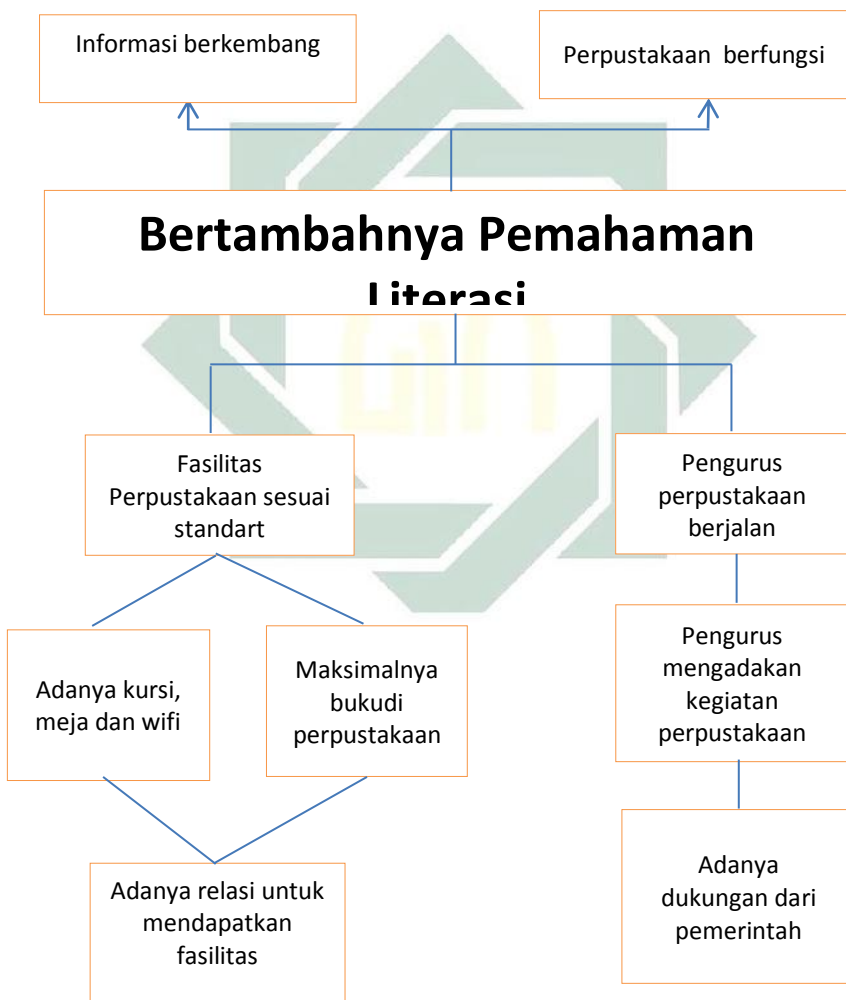 Informasi berkembang
Perpustakaan berfungsi
Bertambahnya Pemahaman
Literasi
Fasilitas
Perpustakaan sesuai
standart
Pengurus
perpustakaan
berjalan
Adanya kursi,
meja dan wifi
Maksimalnya
bukudi
perpustakaan
Pengurus
mengadakan
kegiatan
perpustakaan
Adanya relasi untuk
mendapatkan
fasilitas
Adanya
dukungan dari
pemerintah